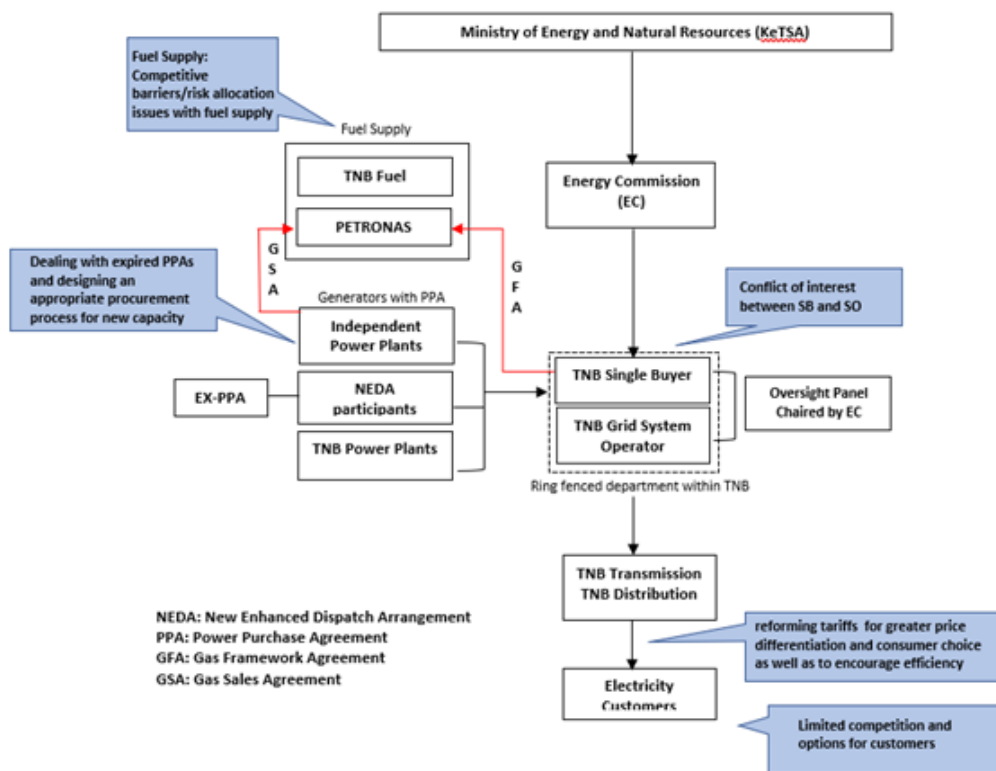 Ministry of Energy and Natural Resources (KeTSA)
Fuel Supply:
Competitive
barriers/risk allocation
issues with fuel supply
Fuel Supply
TNB Fuel
PETRONAS
Energy Commission
(EC)
G
S
A
G
F
A
Dealing with expired PPAs
and designing an
appropriate procurement
process for new capacity
Conflict of interest
between SB and SO
Generators with PPA
Independent
Power Plants
EX-PPA
NEDA
participants
TNB Power Plants
TNB Single Buyer
TNB Grid System
Operator
Oversight Panel
Chaired by EC
Ring fenced department within TNB
TNB Transmission
TNB Distribution
NEDA: New Enhanced Dispatch Arrangement
PPA: Power Purchase Agreement
GFA: Gas Framework Agreement
GSA: Gas Sales Agreement
reforming tariffs for greater price
differentiation and consumer choice
as well as to encourage efficiency
Electricity
Customers
Limited competition and
options for customers